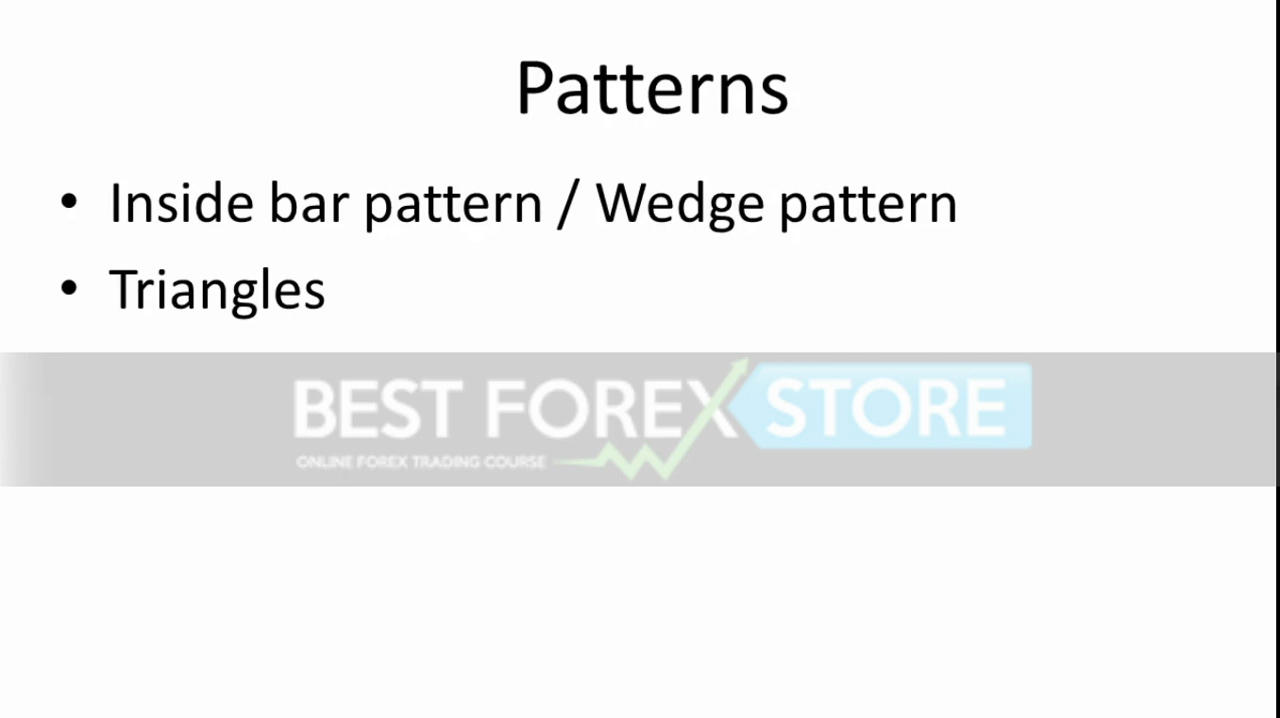 Patterns
• Inside bar pattern / Wedge pattern
• Triangles
BEST FOREX STORE
ONLINE FOREX TRADING COURSE